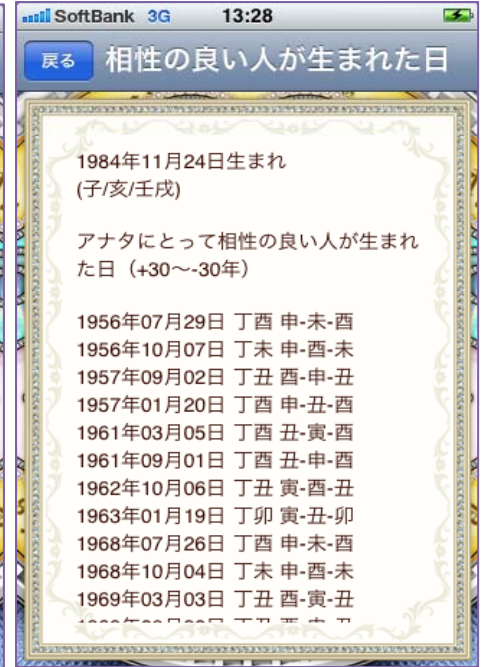 SoftBank 3G 13:28
戻る 相性の良い人が生まれた日
1984年11月24日生まれ
(子/亥/壬戌)
アナタにとって相性の良い人が生まれ
た日（+30〜-30年）
1956年07月29日 丁酉 申-未-酉
1956年10月07日 丁未 申-酉-未
1957年09月02日 丁丑 酉-申-丑
1957年01月20日 丁酉 申-丑-酉
1961年03月05日 丁酉 丑-寅-酉
1961年09月01日 丁酉 丑-申-酉
1962年10月06日 丁丑 寅-酉-丑
1963年01月19日 丁卯 寅-丑-卯
1968年07月26日 丁酉 申-未-酉
1968年10月04日 丁未 申-酉-未
1969年03月03日 丁丑 酉-寅-丑